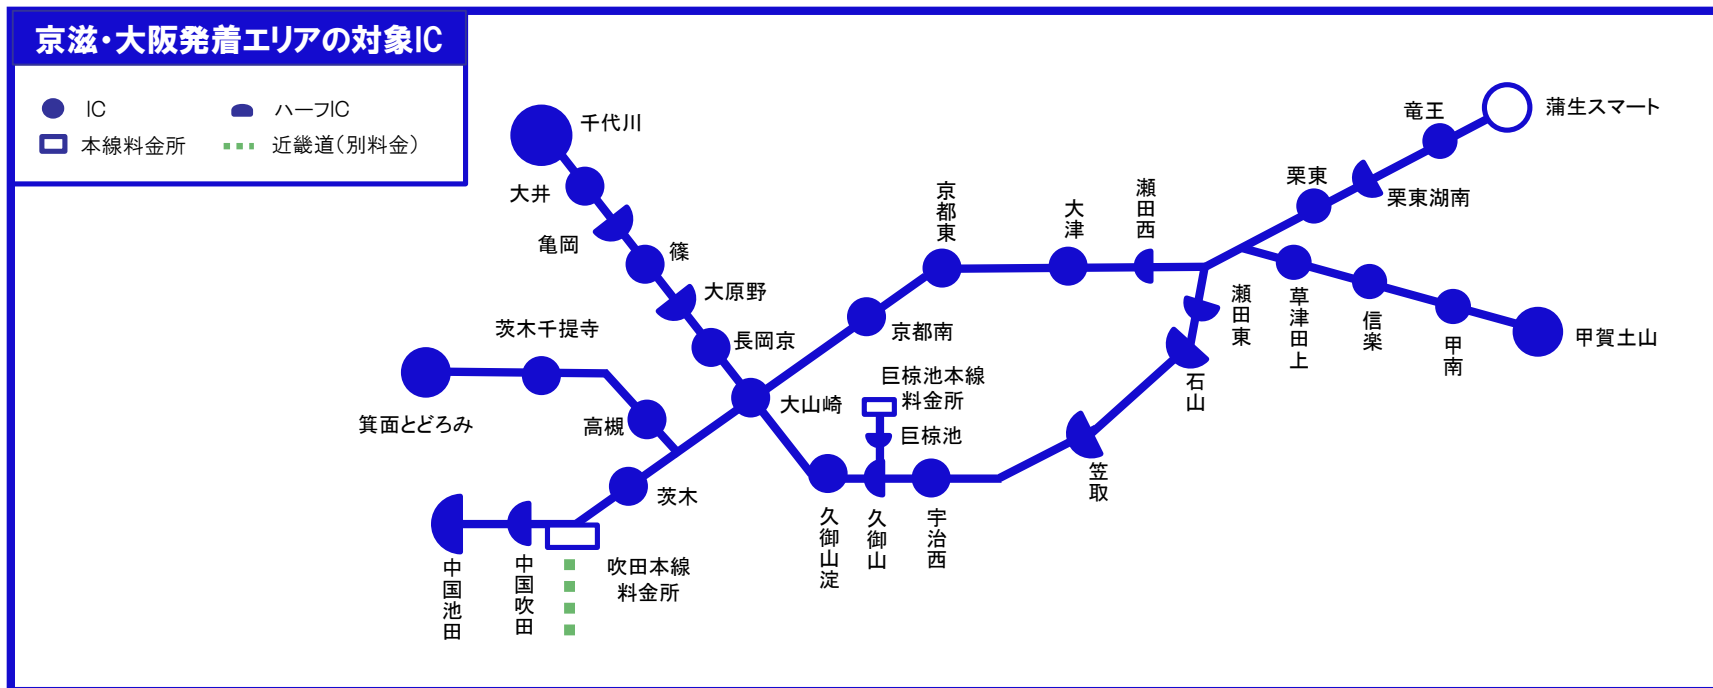 京滋・大阪発着エリアの対象IC
IC
ハーフIC
本線料金所
近畿道(別料金)
千代川
大井
亀岡
篠
大原野
長岡京
大山崎
茨木千提寺
箕面とどろみ
高槻
茨木
中国池田
中国吹田
吹田本線
料金所
京都南
京都東
大津
瀬田西
瀬田東
石山
笠取
宇治西
久御山
久御山淀
巨椋池本線
料金所
巨椋池
栗東
栗東湖南
竜王
蒲生スマート
草津田上
信楽
甲南
甲賀土山